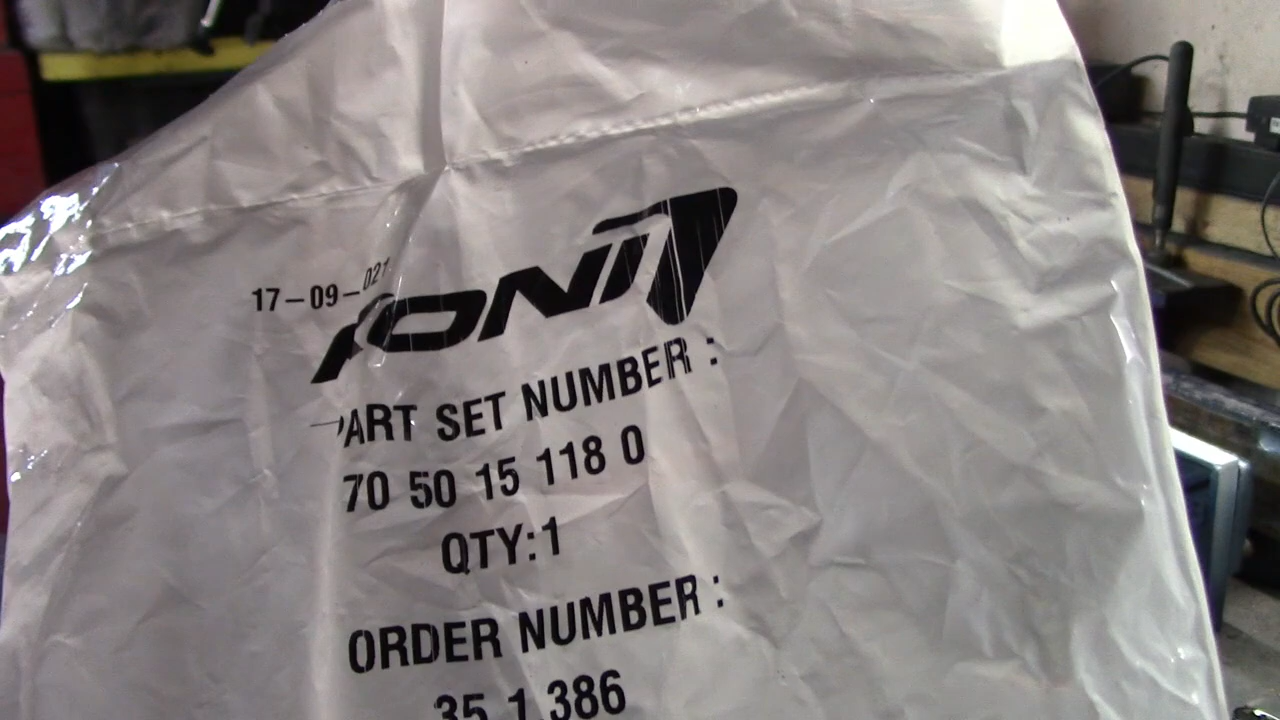 17-09-021
KONI
PART SET NUMBER :
70 50 15 118 0
QTY:1
ORDER NUMBER :
35 1.386